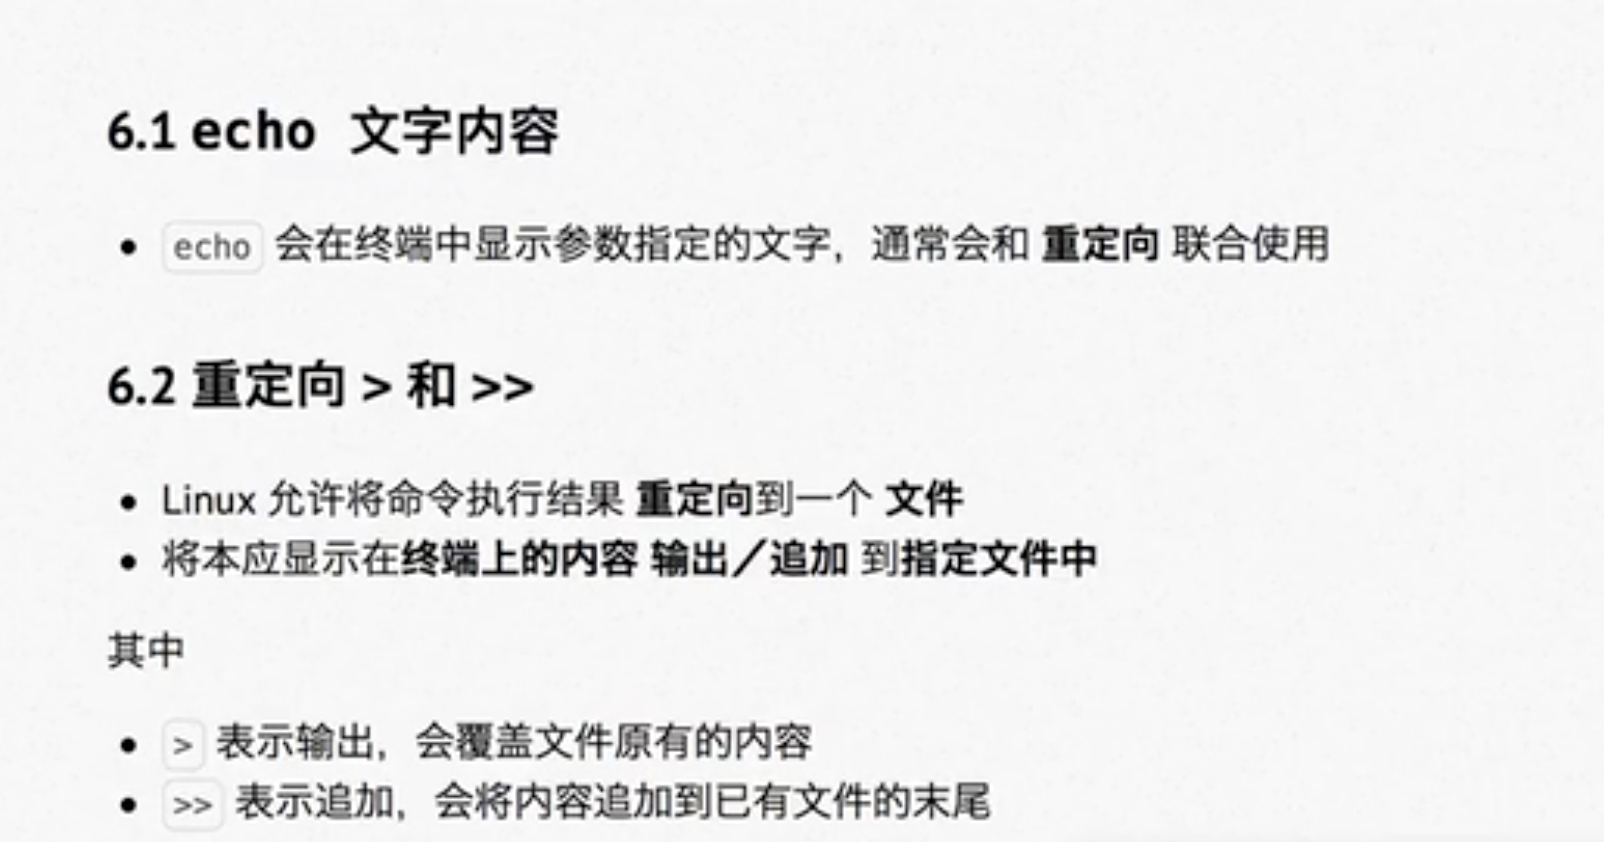 6.1 echo 文字内容
• echo 会在终端中显示参数指定的文字，通常会和 重定向 联合使用
6.2 重定向 > 和 >>
• Linux 允许将命令执行结果 重定向到一个 文件
• 将本应显示在终端上的内容 输出／追加 到指定文件中
其中
• > 表示输出，会覆盖文件原有的内容
• >> 表示追加，会将内容追加到已有文件的末尾